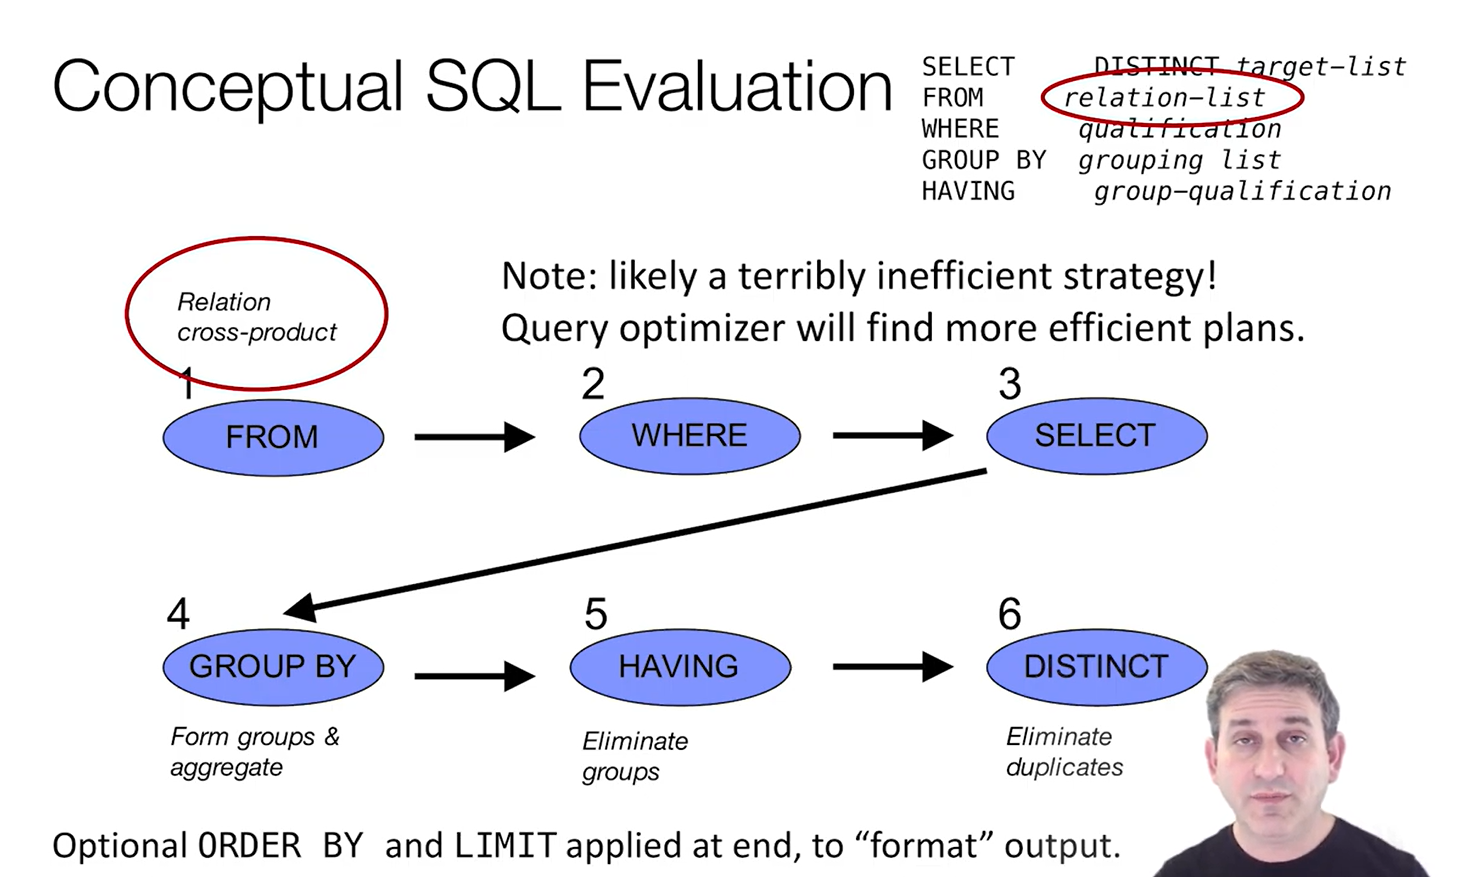 Conceptual SQL Evaluation
SELECT DISTINCT target-list
FROM relation-list
WHERE qualification
GROUP BY grouping list
HAVING group-qualification
Relation
cross-product
Note: likely a terribly inefficient strategy!
Query optimizer will find more efficient plans.
1
FROM
2
WHERE
3
SELECT
4
GROUP BY
Form groups &
aggregate
5
HAVING
Eliminate
groups
6
DISTINCT
Eliminate
duplicates
Optional ORDER BY and LIMIT applied at end, to “format” output.